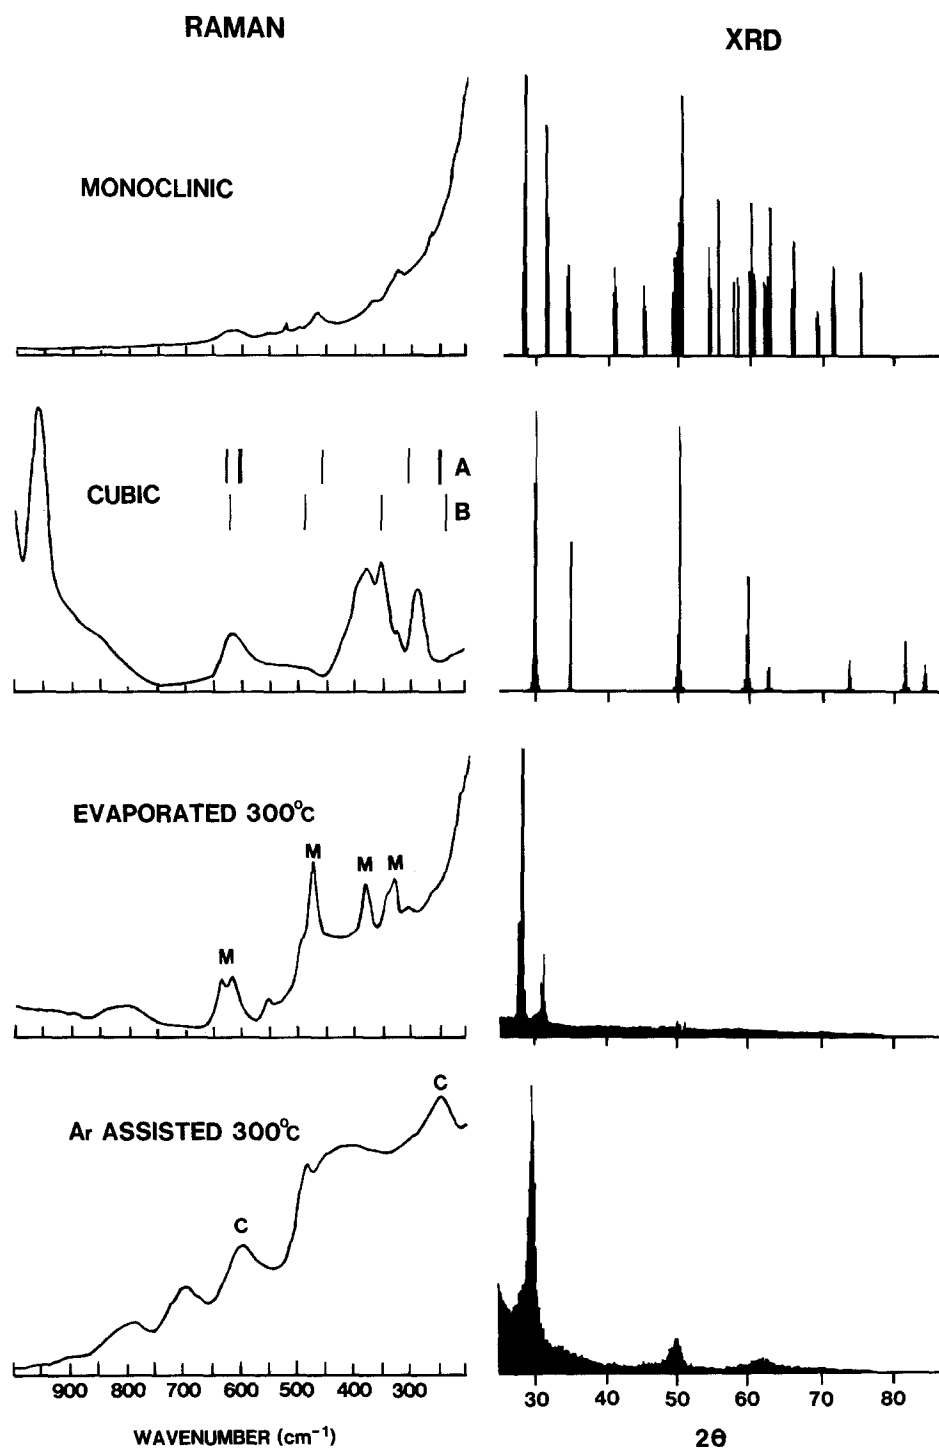 RAMAN
XRD
MONOCLINIC
CUBIC
A
B
EVAPORATED 300°C
M
M
M
M
Ar ASSISTED 300°C
C
C
900 800 700 600 500 400 300
30 40 50 60 70 80
WAVENUMBER (cm⁻¹)
2θ